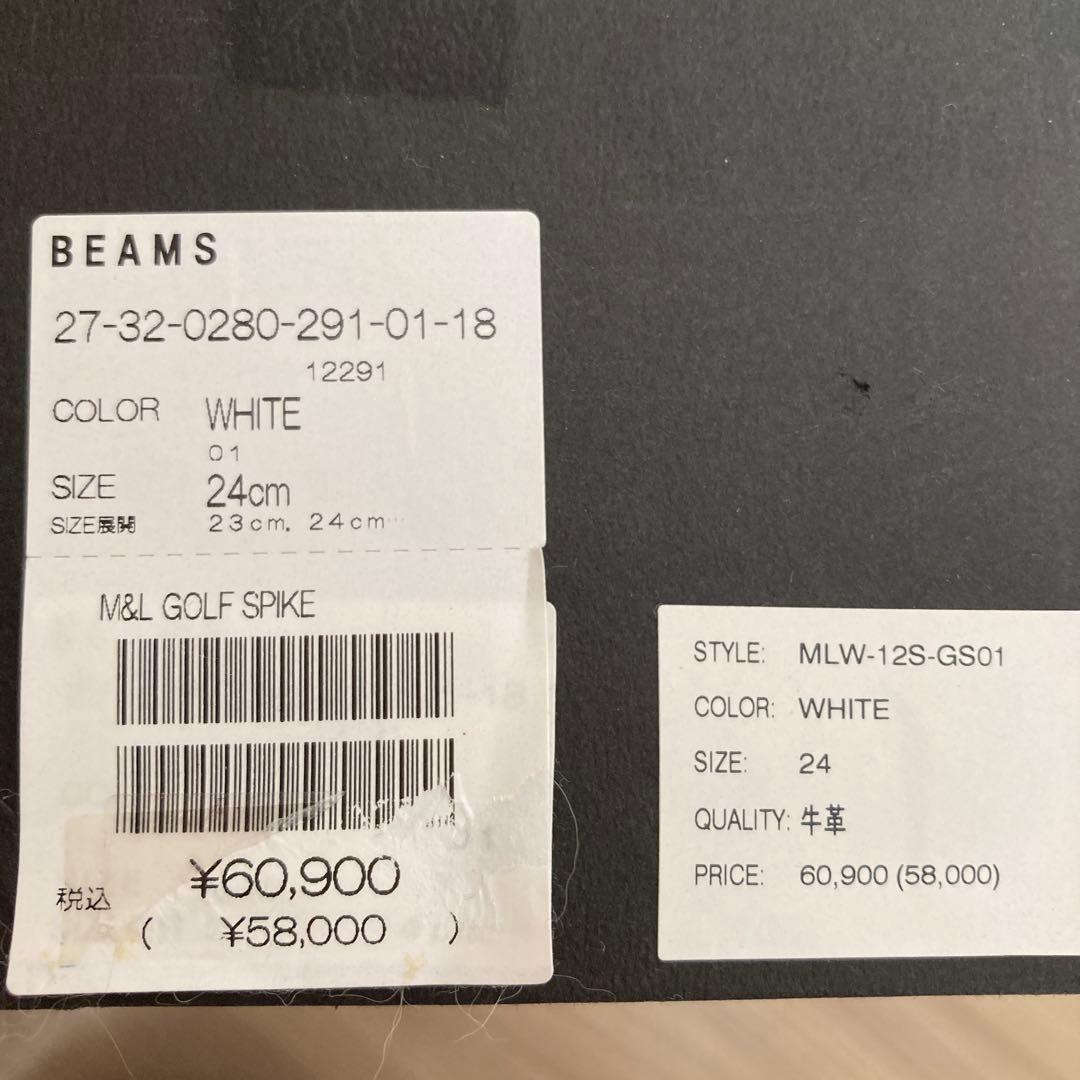 BEAMS
27-32-0280-291-01-18
12291
COLOR WHITE
01
SIZE 24cm
SIZE展開 23cm, 24cm
M&L GOLF SPIKE
¥60,900
税込
( ¥58,000 )
STYLE: MLW-12S-GS01
COLOR: WHITE
SIZE: 24
QUALITY: 牛革
PRICE: 60,900 (58,000)